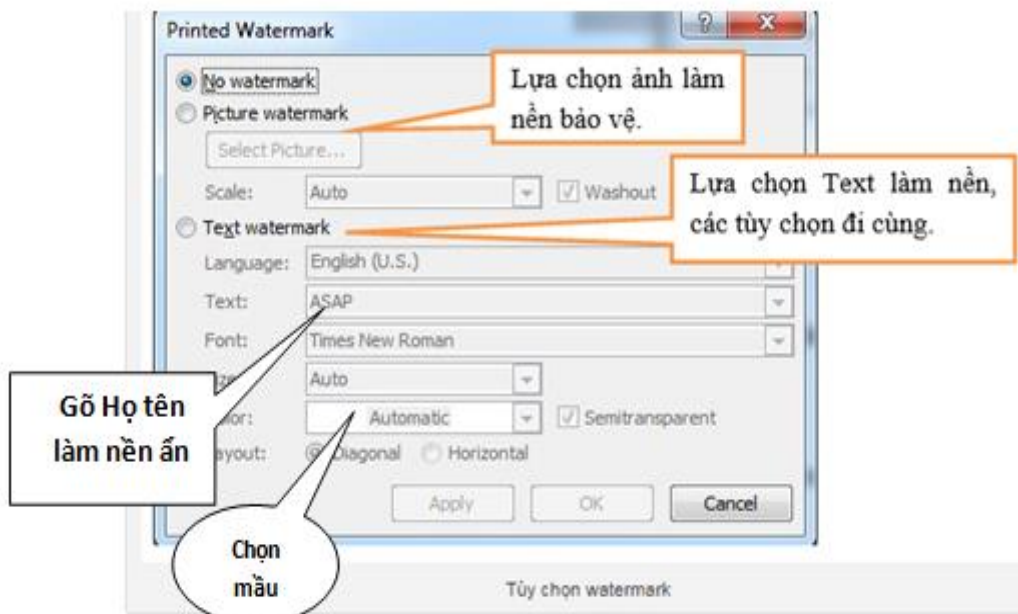 Printed Watermark
No watermark
Lựa chọn ảnh làm
nền bảo vệ.
Picture watermark
Select Picture...
Scale: Auto Washout
Lựa chọn Text làm nền,
các tùy chọn đi cùng.
Text watermark
Language: English (U.S.)
Text: ASAP
Font: Times New Roman
Auto
Gõ Họ tên
làm nền ẩn
Automatic Semitransparent
Diagonal Horizontal
Apply OK Cancel
Chọn
mầu
Tùy chọn watermark